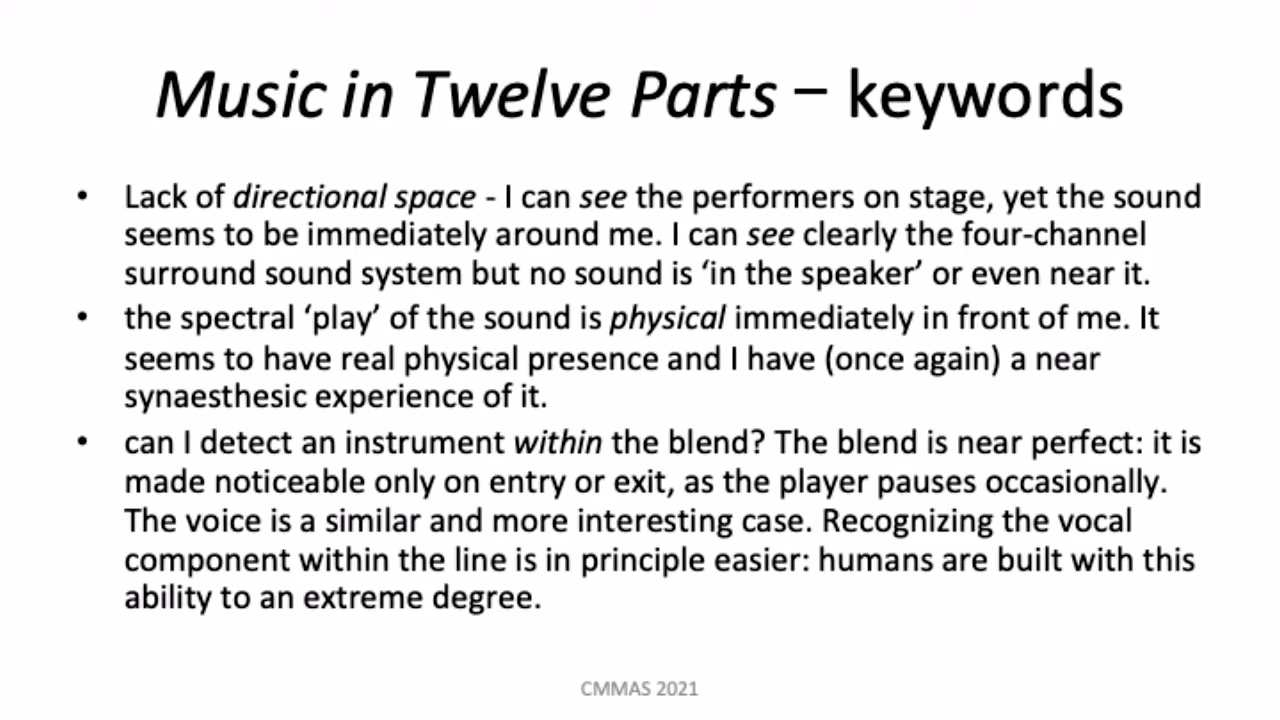 Music in Twelve Parts – keywords
• Lack of directional space - I can see the performers on stage, yet the sound
seems to be immediately around me. I can see clearly the four-channel
surround sound system but no sound is ‘in the speaker’ or even near it.
• the spectral ‘play’ of the sound is physical immediately in front of me. It
seems to have real physical presence and I have (once again) a near
synaesthesic experience of it.
• can I detect an instrument within the blend? The blend is near perfect: it is
made noticeable only on entry or exit, as the player pauses occasionally.
The voice is a similar and more interesting case. Recognizing the vocal
component within the line is in principle easier: humans are built with this
ability to an extreme degree.
CMMAS 2021